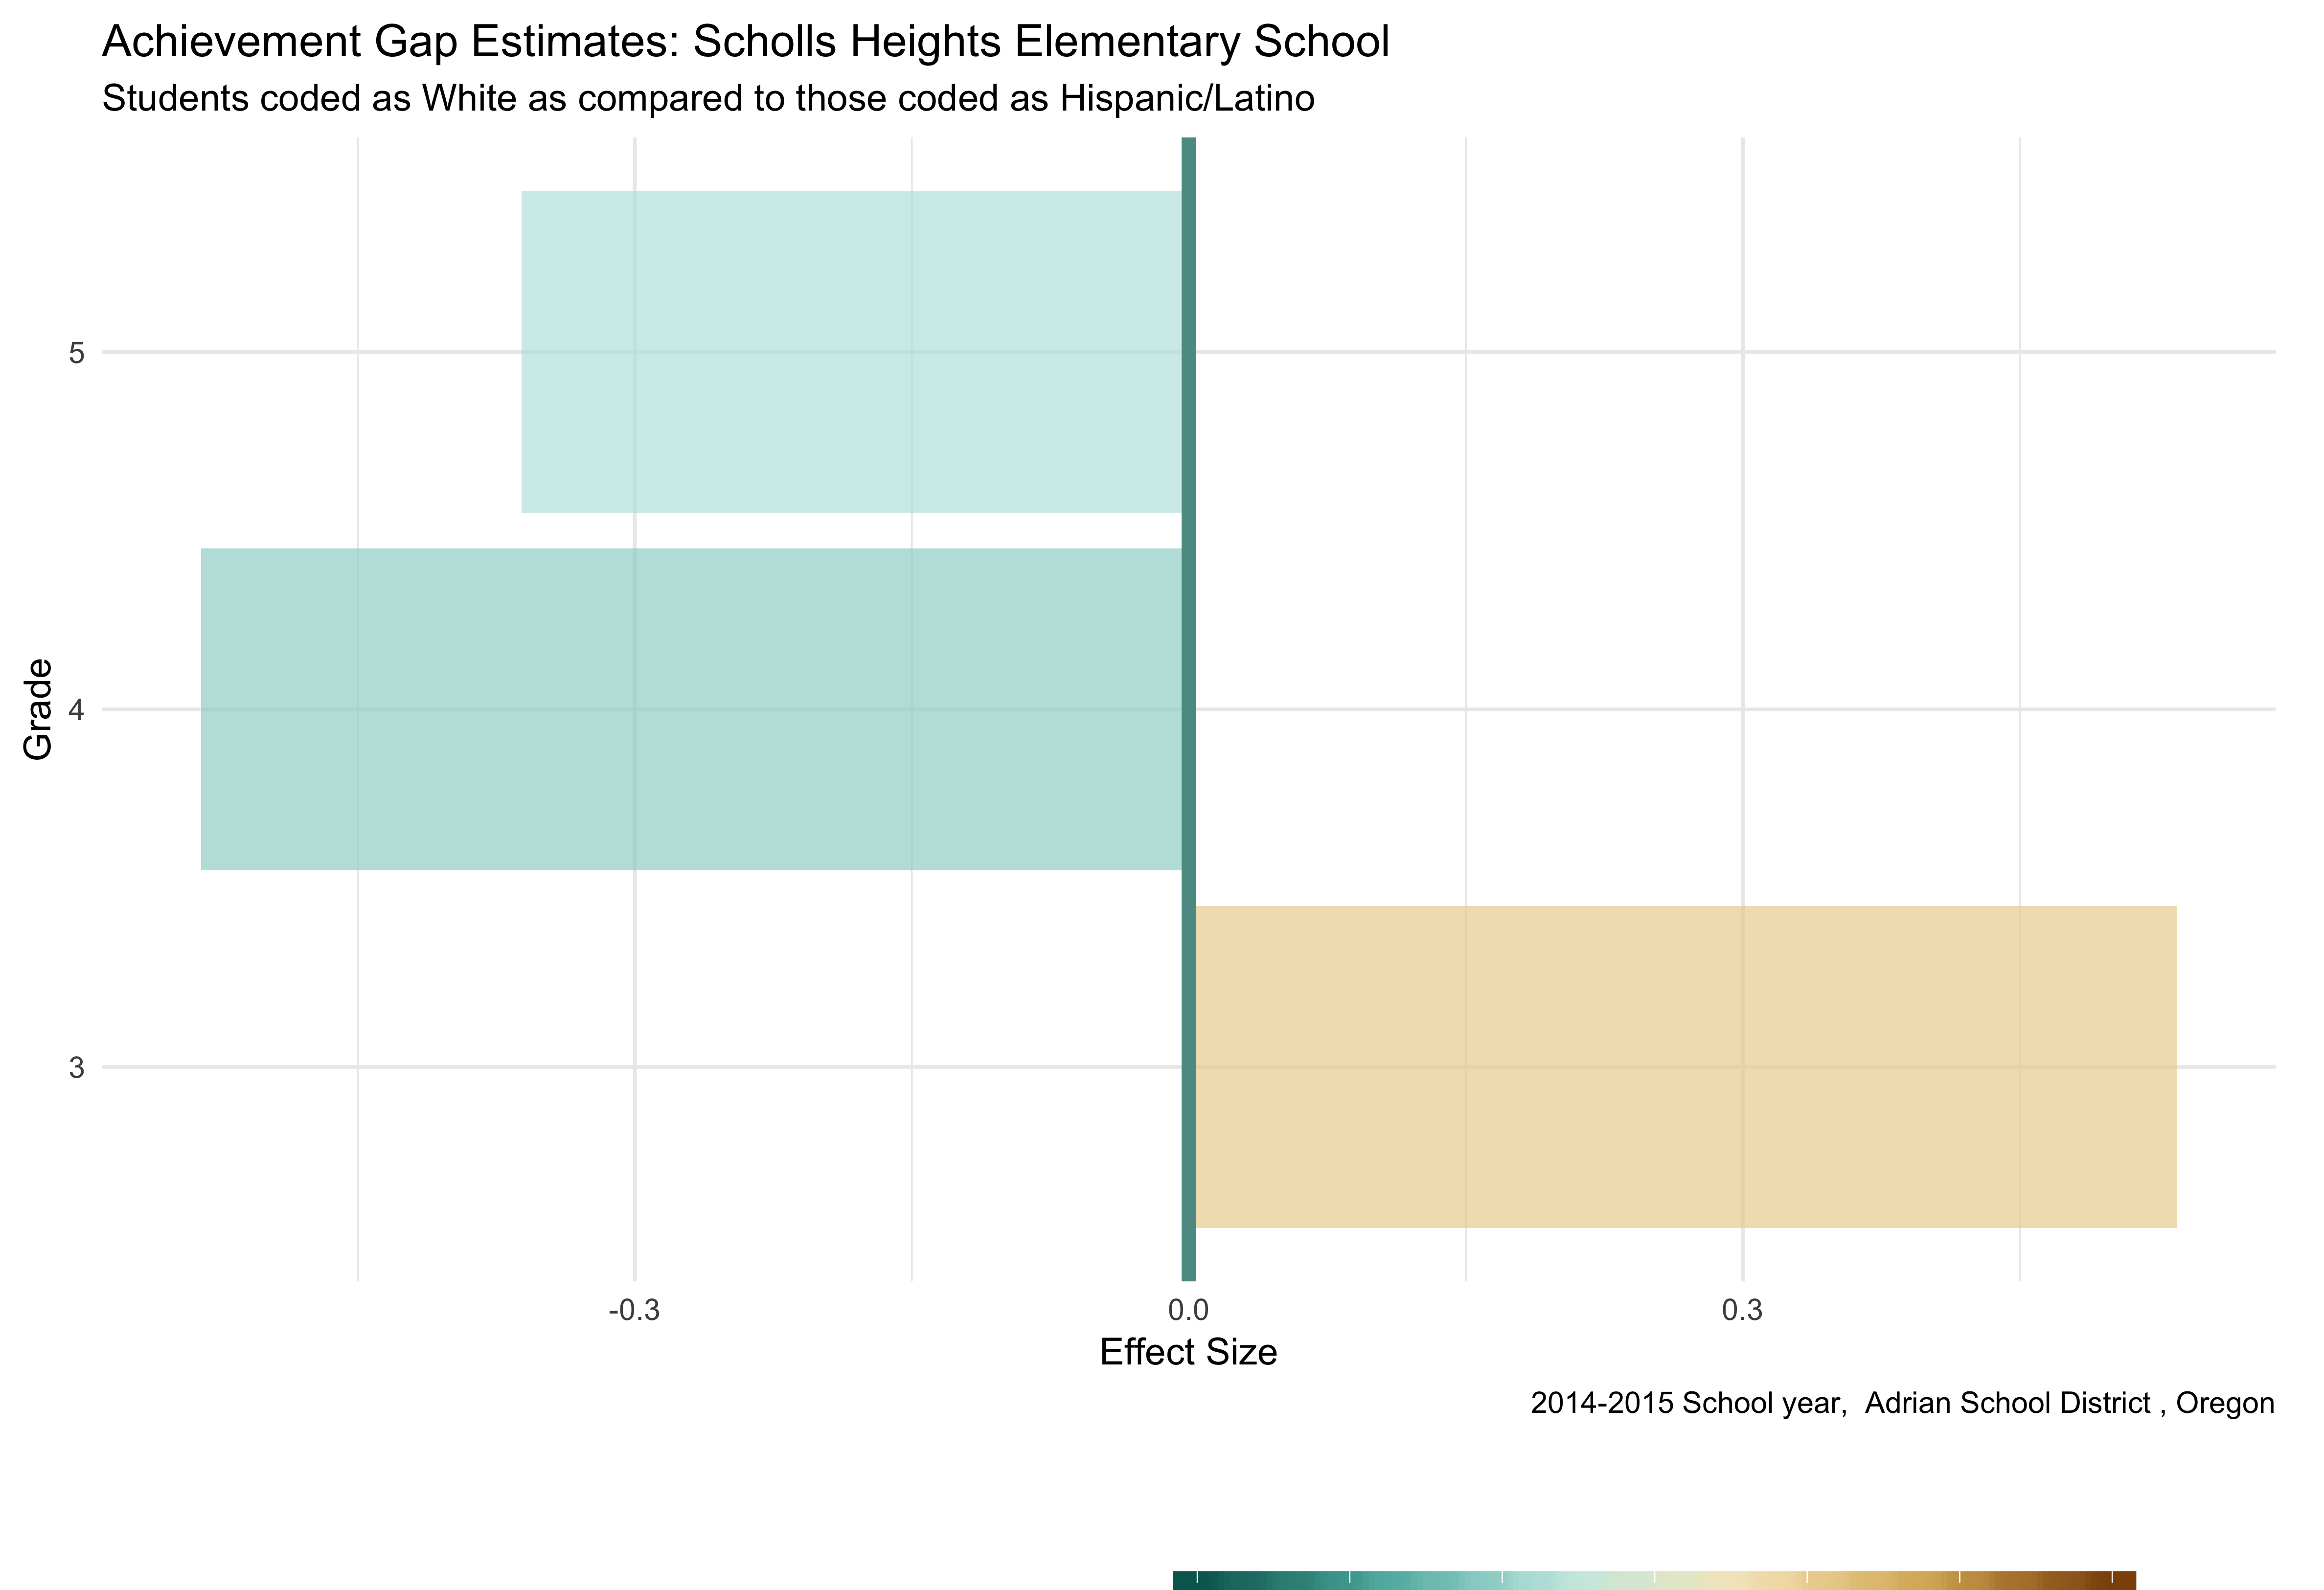 Achievement Gap Estimates: Scholls Heights Elementary School
Students coded as White as compared to those coded as Hispanic/Latino
5
4
3
Grade
-0.3 0.0 0.3
Effect Size
2014-2015 School year,  Adrian School District , Oregon